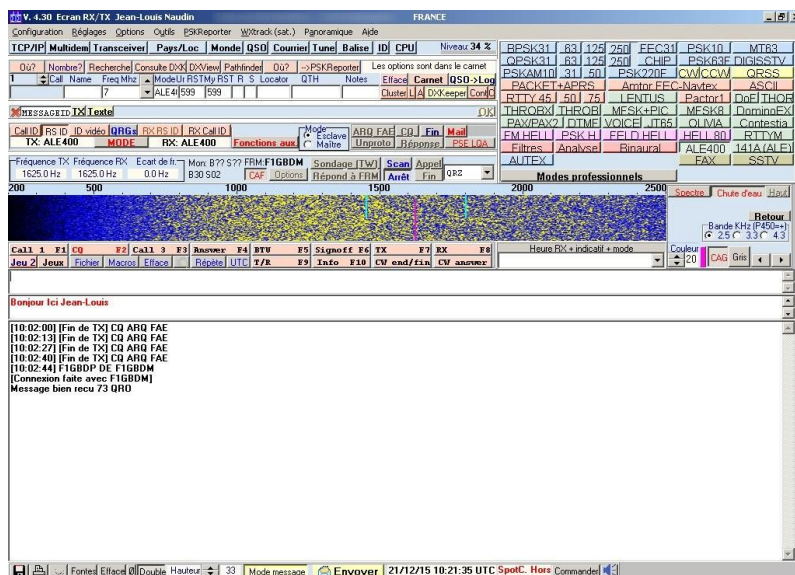 V. 4.30 Ecran RX/TX Jean-Louis Naudin FRANCE
Configuration Réglages Options Outils PSKReporter WXtrack (sat.) Panoramique Aide
TCP/IP Multidem Transceiver Pays/Loc Monde QSO Courrier Tune Balise ID CPU Niveau: 34 %
Où? Nombre? Recherche Consulte DXK DXView Pathfinder Où? ->PSKReporter Les options sont dans le carnet
1 Call Name Freq Mhz Mode Ur RST My RST R S Locator QTH Notes Efface Carnet QSO->Log
7 ALE4 599 599 Cluster L A DXKeeper
MESSAGE ID TX Texte OK
Call ID RS ID ID vidéo QRGs RX RS ID RX Call ID Mode Esclave Maître ARQ FAE CQ Fin Mail
TX: ALE400 MODE RX: ALE400 Fonctions aux. Unproto Réponse PSE LQA
Fréquence TX Fréquence RX Ecart de fr. Mon: B?? S?? FRM:F1GBDM Sondage (TW) Scan Appel
1625.0 Hz 1625.0 Hz 0.0 Hz B30 S02 CAF Options Répond à FRM Arrêt Fin QRZ
BPSK31 63 125 250 FEC31 PSK10 MT63
QPSK31 63 125 250 CHIP PSK63F DIGISSTV
PSKAM10 31 50 PSK220F CW CCW QRSS
PACKET+APRS Amtor FEC-Navtex ASCII
RTTY 45 50 75 LENTUS Pactor1 DoF THOR
THROBX THROB MFSK+PIC MFSK8 DominoEX
PAX/PAX2 DTMF VOICE JT65 OLIVIA Contestia
FM HELL PSK H FELD HELL HELL 80 RTTYM
Filtres Analyse Binaural ALE400 141A (ALE)
AUTEX FAX SSTV
Modes professionnels
200 500 1000 1500 2000 2500
Spectre Chute d'eau Haut
Retour
Bande KHz (P450=+)
2.5 3.3 4.3
Call 1 F1 CQ F2 Call 3 F3 Answer F4 BTU F5 Signoff F6 TX F7 RX F8 Heure RX + indicatif + mode Couleur
Jeu 2 Jeux Fichier Macros Efface Répète UTC T/R F9 Info F10 CW end/fin CW answer 20 CAG Gris
Bonjour Ici Jean-Louis
[10:02:00] [Fin de TX] CQ ARQ FAE
[10:02:13] [Fin de TX] CQ ARQ FAE
[10:02:27] [Fin de TX] CQ ARQ FAE
[10:02:40] [Fin de TX] CQ ARQ FAE
[10:02:44] F1GBDP DE F1GBDM
[Connexion faite avec F1GBDM]
Message bien recu 73 QRO
Fontes Efface Ø Double Hauteur 33 Mode message Envoyer 21/12/15 10:21:35 UTC SpotC. Hors Commander